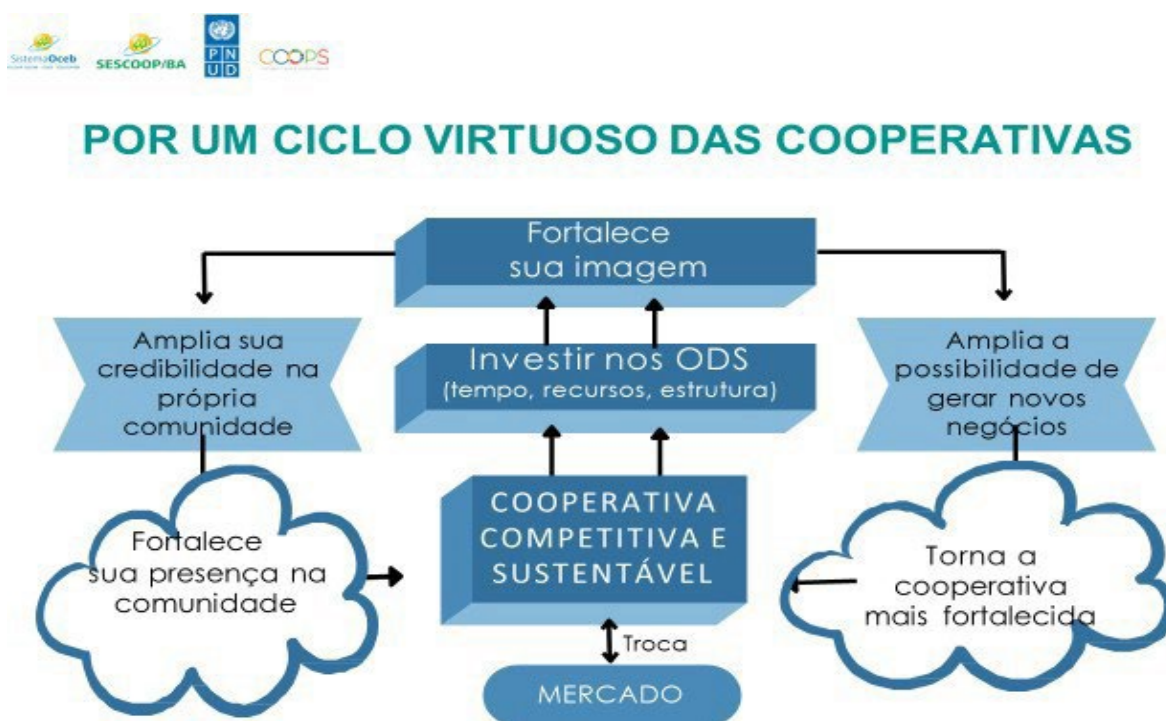 SistemaOceb
SESCOOP/BA
P N
U D
COOPS
POR UM CICLO VIRTUOSO DAS COOPERATIVAS
Fortalece
sua imagem
Amplia sua
credibilidade na
própria
comunidade
Investir nos ODS
(tempo, recursos, estrutura)
Amplia a
possibilidade de
gerar novos
negócios
Fortalece
sua presença na
comunidade
COOPERATIVA
COMPETITIVA E
SUSTENTÁVEL
Torna a
cooperativa
mais fortalecida
Troca
MERCADO